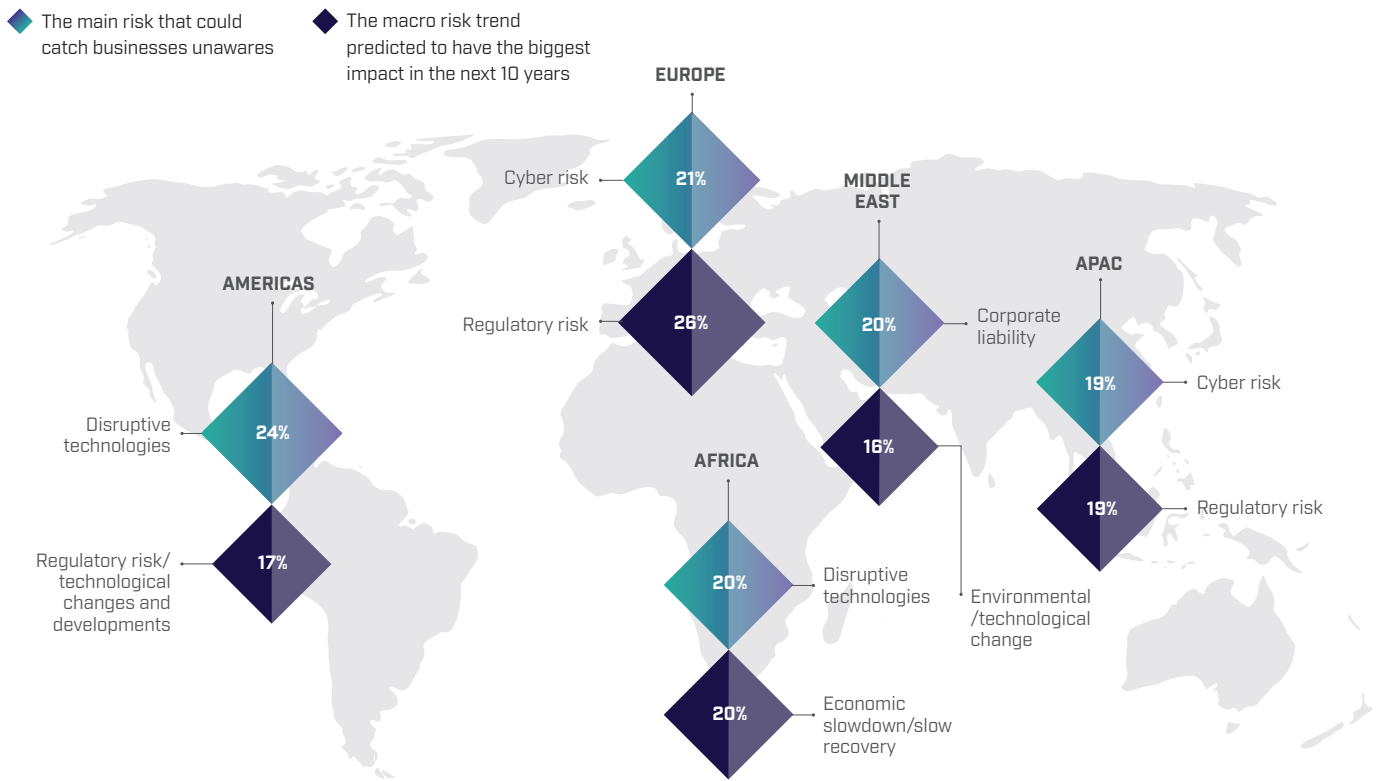 The main risk that could
catch businesses unawares
The macro risk trend
predicted to have the biggest
impact in the next 10 years
EUROPE
Cyber risk
21%
Regulatory risk
26%
MIDDLE
EAST
20%
Corporate
liability
16%
Environmental
/technological
change
APAC
19%
Cyber risk
19%
Regulatory risk
AMERICAS
Disruptive
technologies
24%
Regulatory risk/
technological
changes and
developments
17%
AFRICA
20%
Disruptive
technologies
20%
Economic
slowdown/slow
recovery